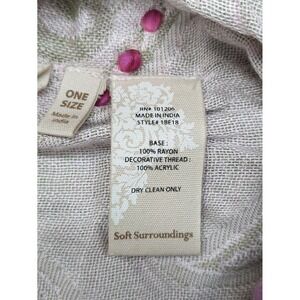 ONE
SIZE
Made in
India
RN# 101206
MADE IN INDIA
STYLE# 1BE18
BASE :
100% RAYON
DECORATIVE THREAD :
100% ACRYLIC
DRY CLEAN ONLY
Soft Surroundings